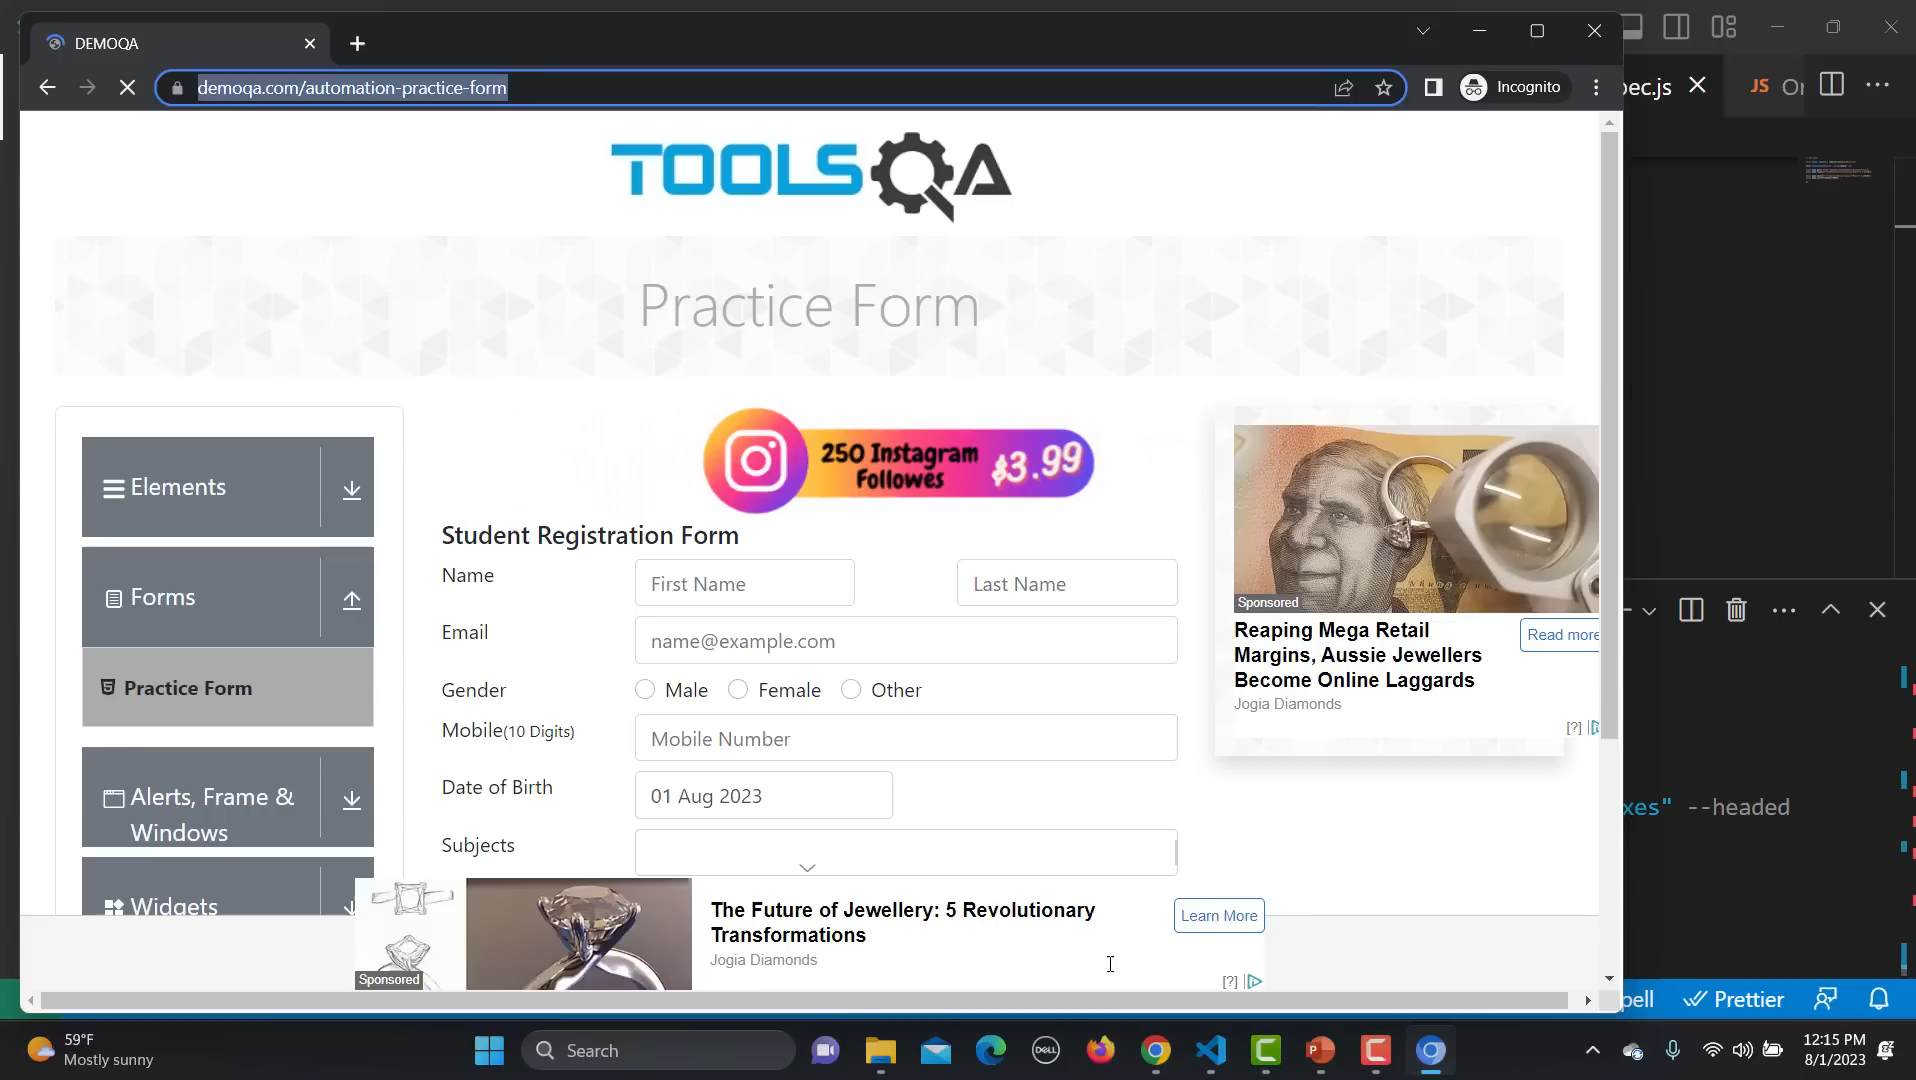 DEMOQA
demoqa.com/automation-practice-form
Incognito
pec.js
JS
TOOLSQA
Practice Form
250 Instagram
Followes
$3.99
Elements
Forms
Practice Form
Alerts, Frame &
Windows
Widgets
Student Registration Form
Name
First Name
Last Name
Email
name@example.com
Gender
Male
Female
Other
Mobile(10 Digits)
Mobile Number
Date of Birth
01 Aug 2023
Subjects
Sponsored
Reaping Mega Retail
Margins, Aussie Jewellers
Become Online Laggards
Jogia Diamonds
Read more
[?]
The Future of Jewellery: 5 Revolutionary
Transformations
Jogia Diamonds
Learn More
Sponsored
[?]
xes" --headed
pell
Prettier
59°F
Mostly sunny
Search
DELL
12:15 PM
8/1/2023